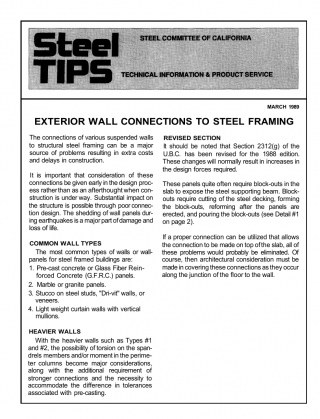 Steel
TIPS
STEEL COMMITTEE OF CALIFORNIA
TECHNICAL INFORMATION & PRODUCT SERVICE
MARCH 1989
EXTERIOR WALL CONNECTIONS TO STEEL FRAMING
The connections of various suspended walls
to structural steel framing can be a major
source of problems resulting in extra costs
and delays in construction.
It is important that consideration of these
connections be given early in the design proc-
ess rather than as an afterthought when con-
struction is under way. Substantial impact on
the structure is possible through poor connec-
tion design. The shedding of wall panels dur-
ing earthquakes is a major part of damage and
loss of life.
COMMON WALL TYPES
The most common types of walls or wall-
panels for steel framed buildings are:
1. Pre-cast concrete or Glass Fiber Rein-
forced Concrete (G.F.R.C.) panels.
2. Marble or granite panels.
3. Stucco on steel studs, "Dri-vit" walls, or
veneers.
4. Light weight curtain walls with vertical
mullions.
HEAVIER WALLS
With the heavier walls such as Types #1
and #2, the possibility of torsion on the span-
drels members and/or moment in the perime-
ter columns become major considerations,
along with the additional requirement of
stronger connections and the necessity to
accommodate the difference in tolerances
associated with pre-casting.
REVISED SECTION
It should be noted that Section 2312(g) of the
U.B.C. has been revised for the 1988 edition.
These changes will normally result in increases in
the design forces required.
These panels quite often require block-outs in the
slab to expose the steel supporting beam. Block-
outs require cutting of the steel decking, forming
the block-outs, reforming after the panels are
erected, and pouring the block-outs (see Detail #1
on page 2).
If a proper connection can be utilized that allows
the connection to be made on top of the slab, all of
these problems would probably be eliminated. Of
course, then architectural consideration must be
made in covering these connections as they occur
along the junction of the floor to the wall.